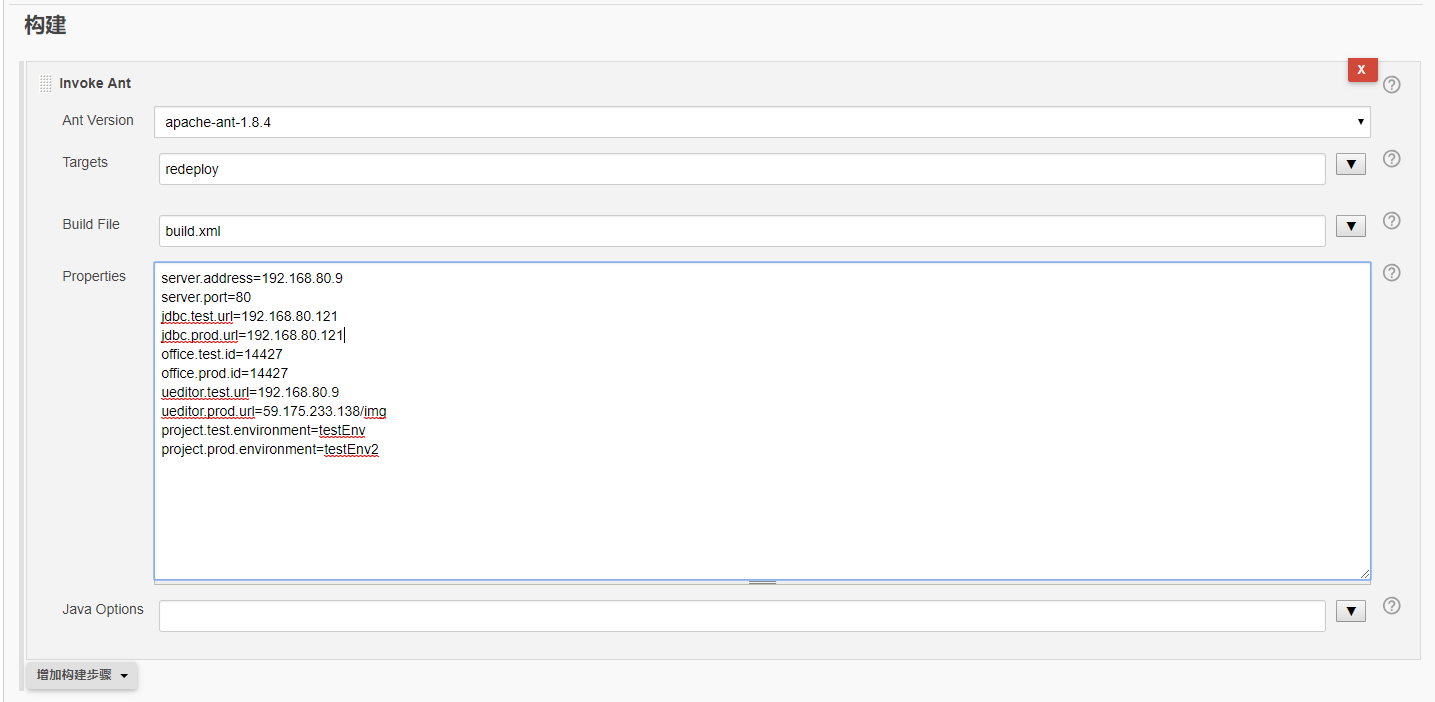 构建
Invoke Ant
X
Ant Version
apache-ant-1.8.4
Targets
redeploy
Build File
build.xml
Properties
server.address=192.168.80.9
server.port=80
jdbc.test.url=192.168.80.121
jdbc.prod.url=192.168.80.121
office.test.id=14427
office.prod.id=14427
ueditor.test.url=192.168.80.9
ueditor.prod.url=59.175.233.138/img
project.test.environment=testEnv
project.prod.environment=testEnv2
Java Options
增加构建步骤